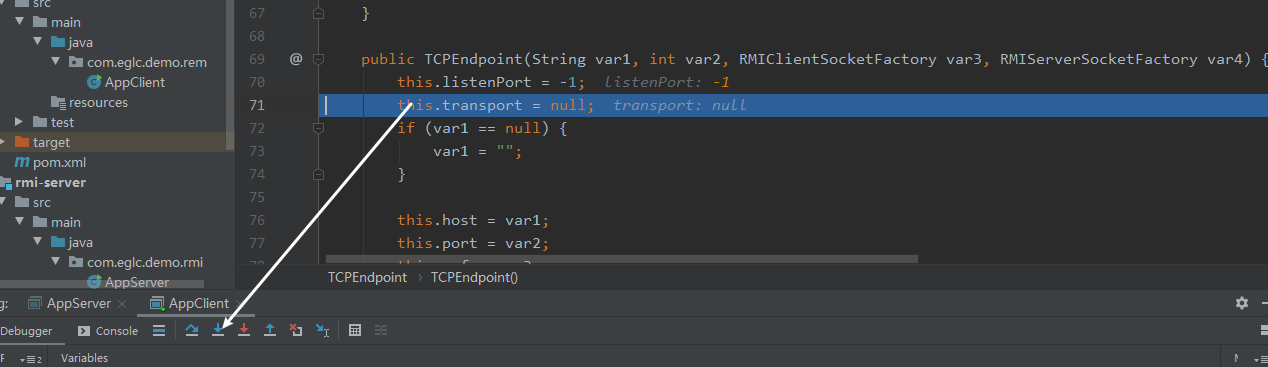 src
main
java
com.eglc.demo.rem
AppClient
resources
test
target
pom.xml
rmi-server
src
main
java
com.eglc.demo.rmi
AppServer
67 }
68
69 @ public TCPEndpoint(String var1, int var2, RMIClientSocketFactory var3, RMIServerSocketFactory var4) {
70 this.listenPort = -1; listenPort: -1
71 this.transport = null; transport: null
72 if (var1 == null) {
73 var1 = "";
74 }
75
76 this.host = var1;
77 this.port = var2;
TCPEndpoint › TCPEndpoint()
g: AppServer × AppClient ×
Debugger Console
2 Variables